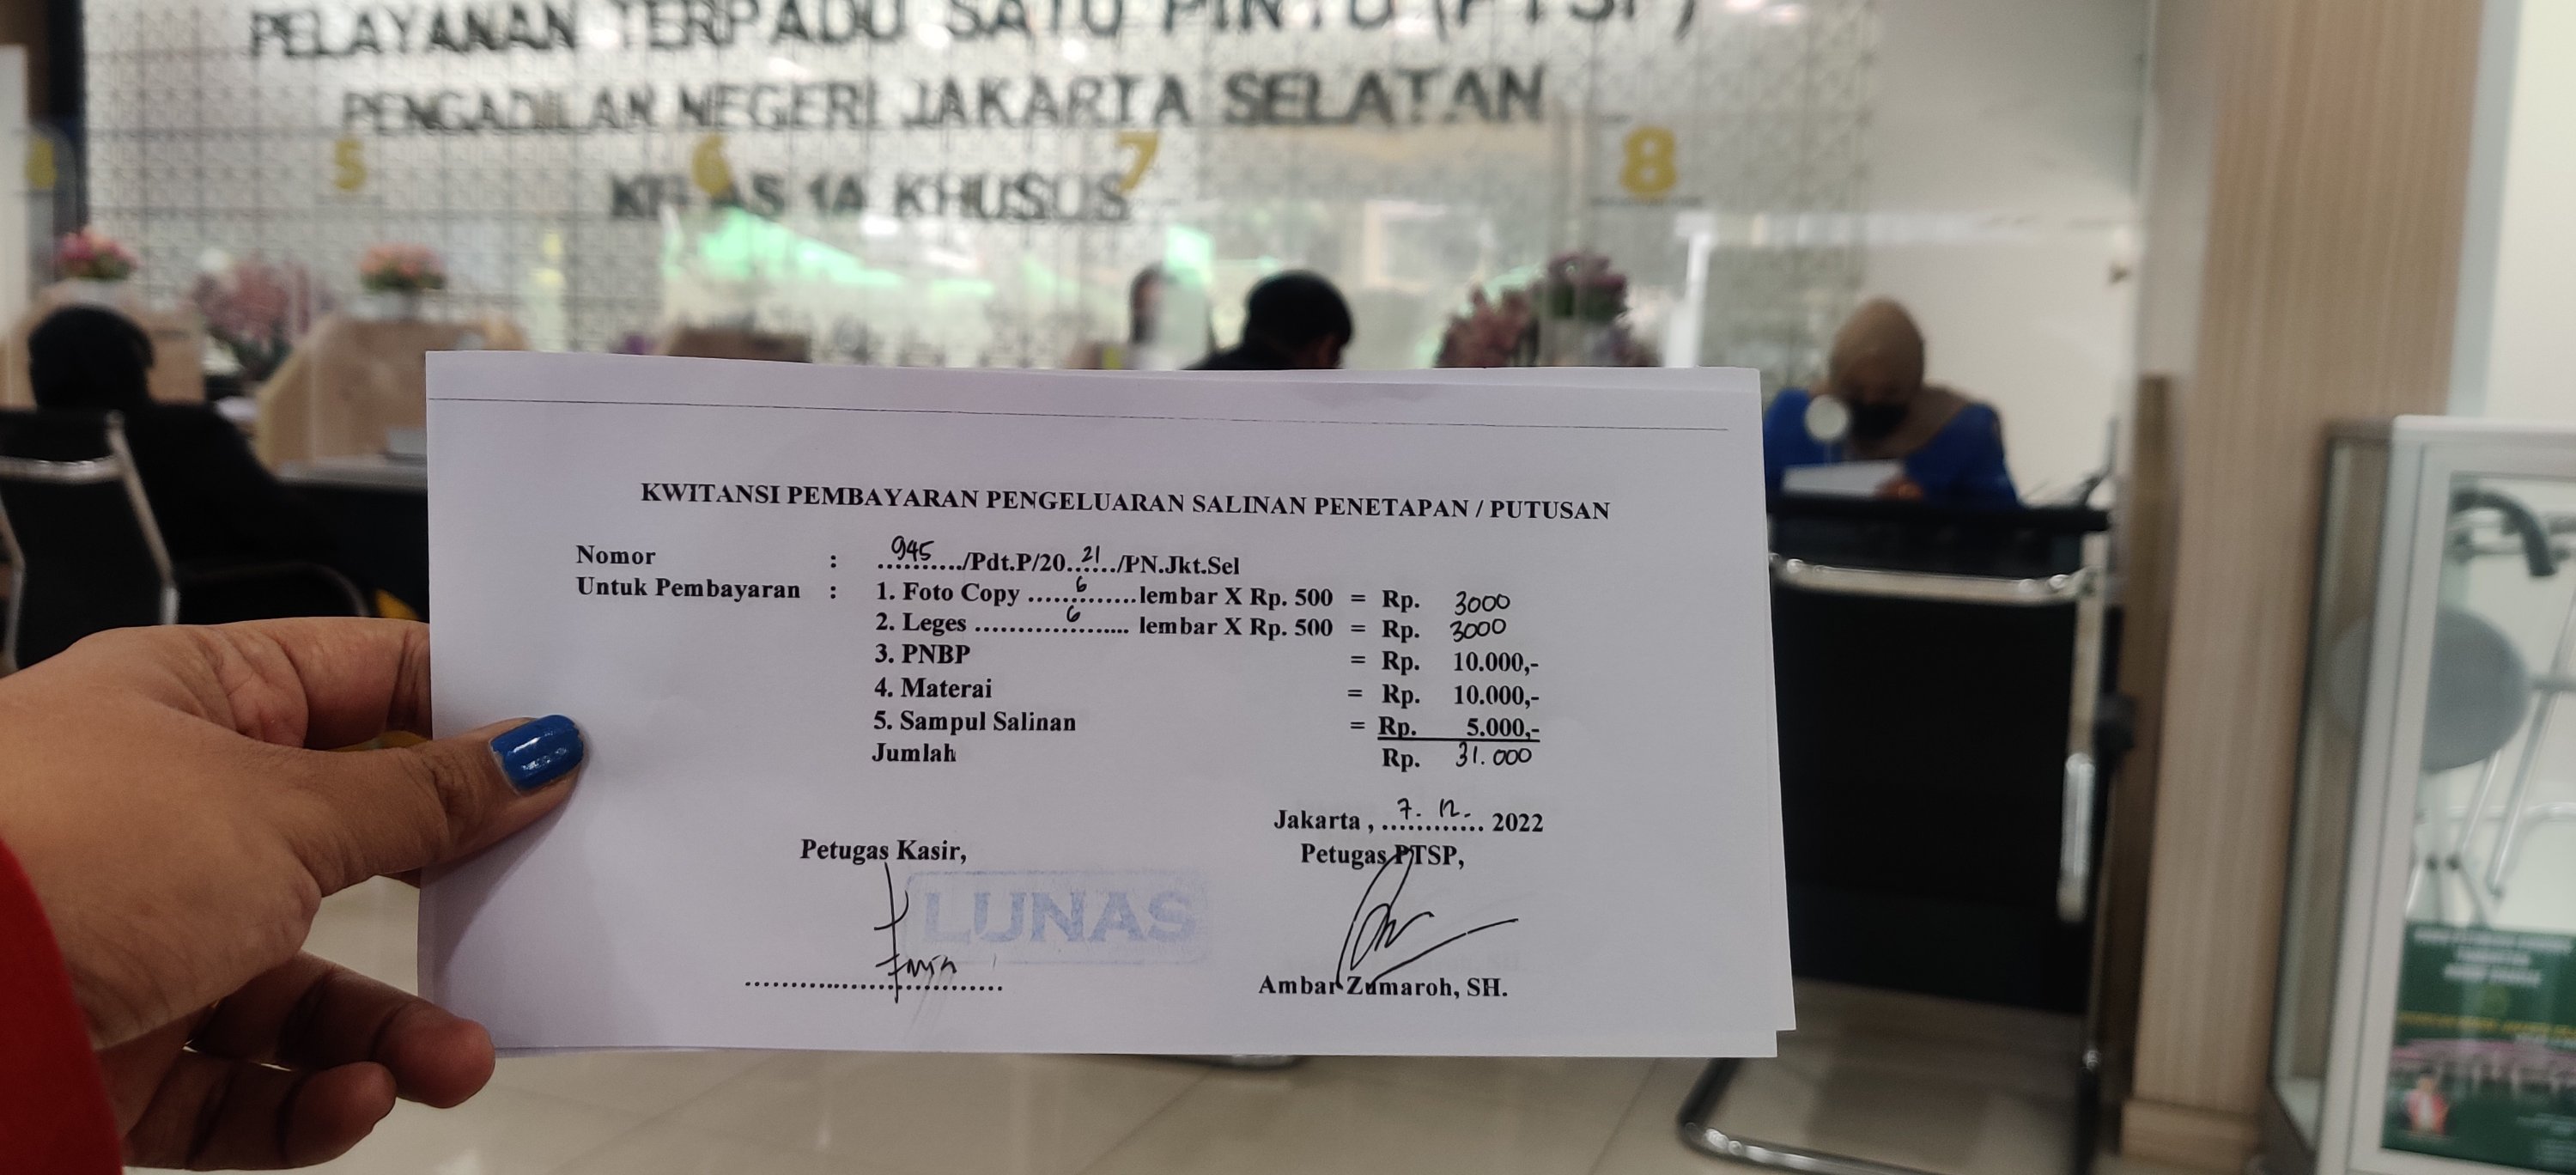 PELAYANAN TERPADU SATU PINTU (PTSP)
PENGADILAN NEGERI JAKARTA SELATAN
KELAS 1A KHUSUS
5
6
7
8
KWITANSI PEMBAYARAN PENGELUARAN SALINAN PENETAPAN / PUTUSAN
Nomor : 945/Pdt.P/20.21/PN.Jkt.Sel
Untuk Pembayaran : 1. Foto Copy ......6......lembar X Rp. 500 = Rp. 3000
2. Leges ..........6.......... lembar X Rp. 500 = Rp. 3000
3. PNBP = Rp. 10.000,-
4. Materai = Rp. 10.000,-
5. Sampul Salinan = Rp. 5.000,-
Jumlah Rp. 31.000
Jakarta , 7. 12. 2022
Petugas Kasir, Petugas PTSP,
LUNAS
Ambar Zumaroh, SH.